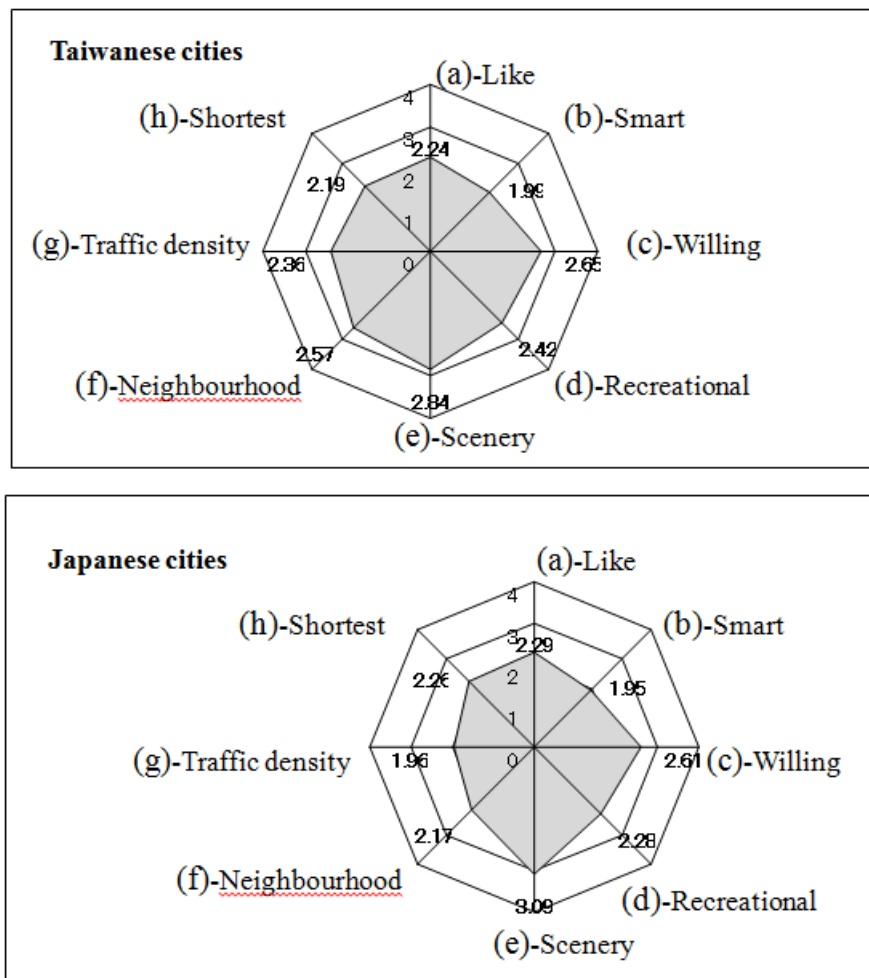 Taiwanese cities
(a)-Like
4
(h)-Shortest
(b)-Smart
3
2.24
2.19
2
1.99
1
(g)-Traffic density
(c)-Willing
0
2.36
2.65
2.57
2.42
(f)-Neighbourhood
(d)-Recreational
2.84
(e)-Scenery
Japanese cities
(a)-Like
4
(h)-Shortest
(b)-Smart
3
2.29
2.26
2
1.95
1
0
(g)-Traffic density
1.96
2.61
(c)-Willing
2.17
2.28
(f)-Neighbourhood
(d)-Recreational
3.09
(e)-Scenery